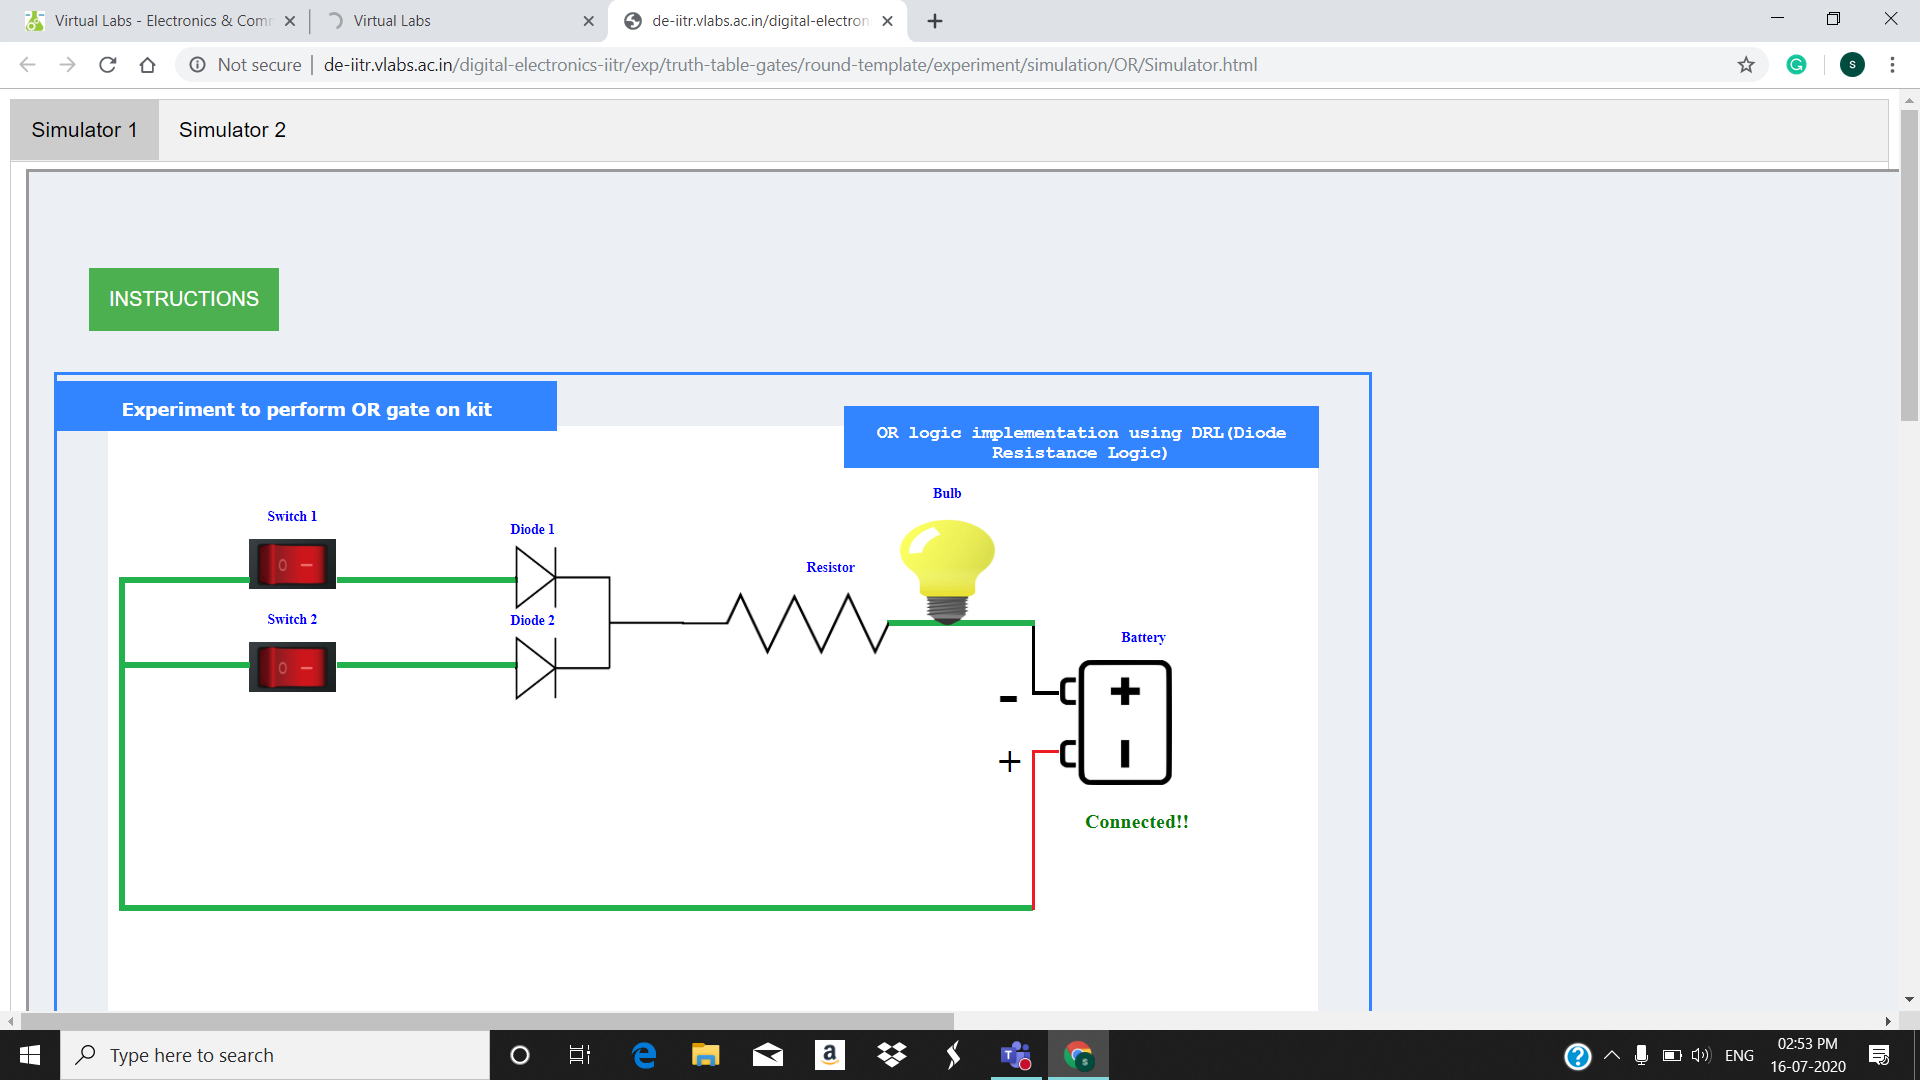 Virtual Labs - Electronics & Com
Virtual Labs
de-iitr.vlabs.ac.in/digital-electron
Not secure | de-iitr.vlabs.ac.in/digital-electronics-iitr/exp/truth-table-gates/round-template/experiment/simulation/OR/Simulator.html
S
Simulator 1
Simulator 2
INSTRUCTIONS
Experiment to perform OR gate on kit
OR logic implementation using DRL(Diode
Resistance Logic)
Bulb
Switch 1
Diode 1
Resistor
Switch 2
Diode 2
Battery
-
+
+
Connected!!
Type here to search
ENG
02:53 PM
16-07-2020